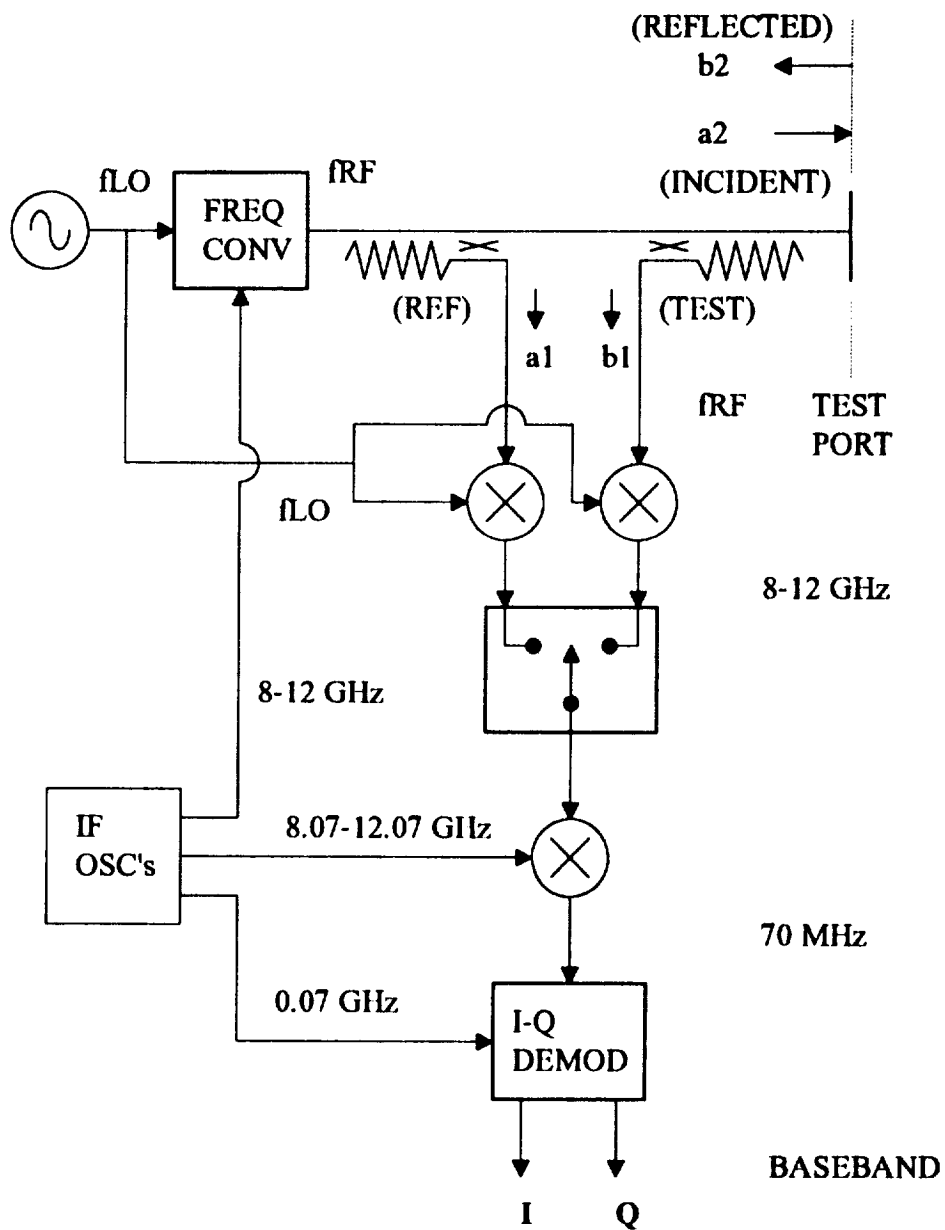 (REFLECTED)
b2
a2
(INCIDENT)
fLO
fRF
FREQ
CONV
(REF)
(TEST)
a1
b1
fRF
TEST
PORT
fLO
8-12 GHz
8-12 GHz
IF
OSC's
8.07-12.07 GHz
70 MHz
0.07 GHz
I-Q
DEMOD
BASEBAND
I
Q